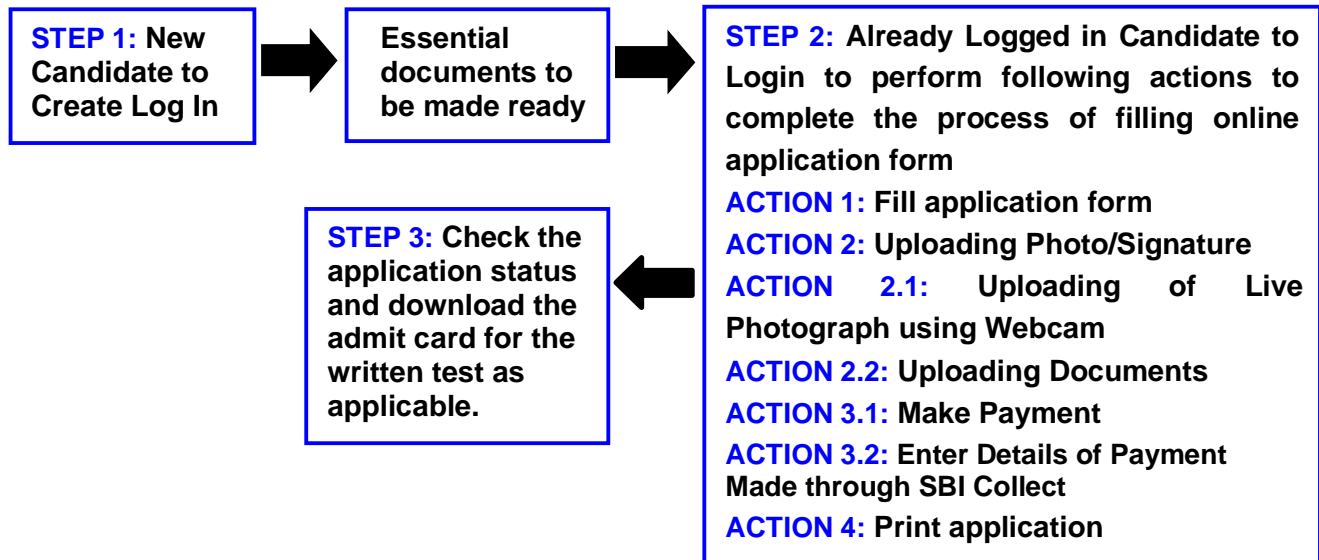 STEP 1: New
Candidate to
Create Log In
Essential
documents to
be made ready
STEP 2: Already Logged in Candidate to
Login to perform following actions to
complete the process of filling online
application form
ACTION 1: Fill application form
ACTION 2: Uploading Photo/Signature
ACTION 2.1: Uploading of Live
Photograph using Webcam
ACTION 2.2: Uploading Documents
ACTION 3.1: Make Payment
ACTION 3.2: Enter Details of Payment
Made through SBI Collect
ACTION 4: Print application
STEP 3: Check the
application status
and download the
admit card for the
written test as
applicable.